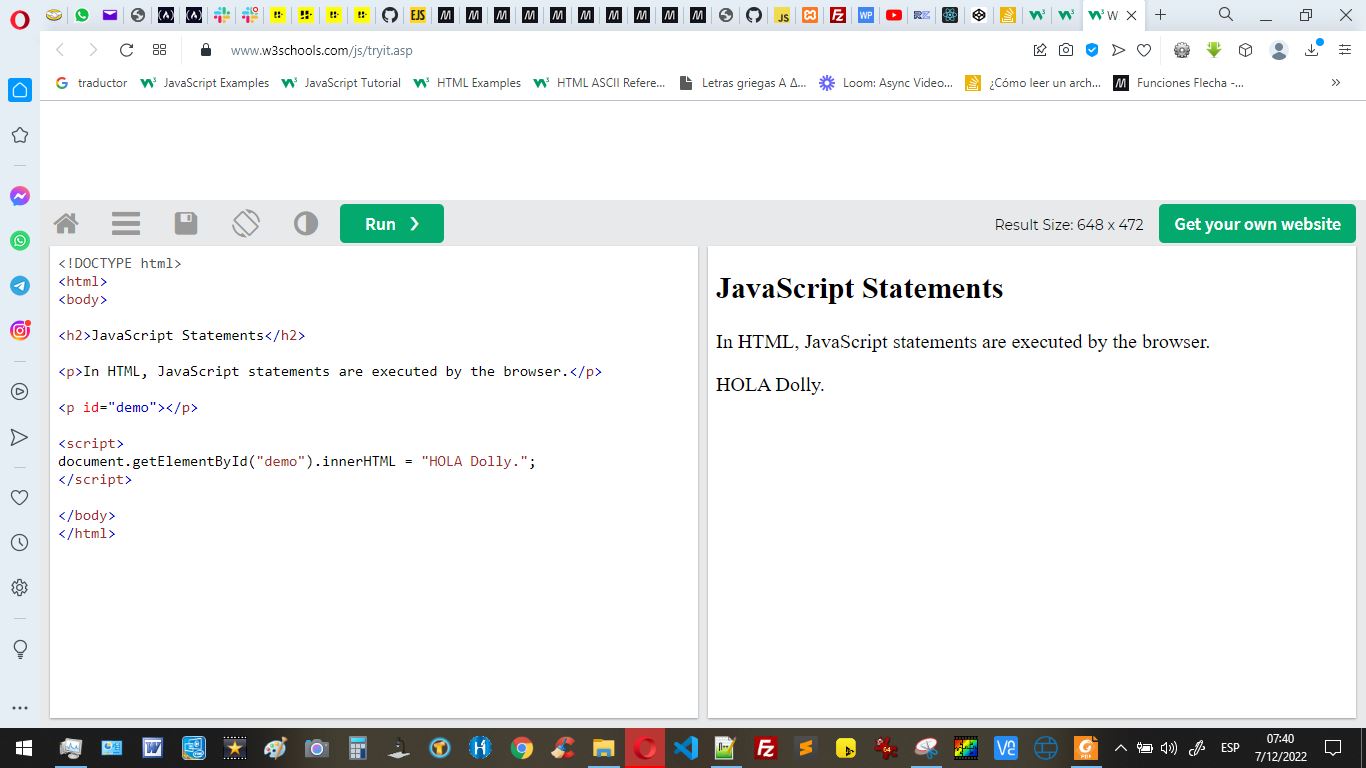 W
www.w3schools.com/js/tryit.asp
traductor
JavaScript Examples
JavaScript Tutorial
HTML Examples
HTML ASCII Refere...
Letras griegas Α Δ...
Loom: Async Video...
¿Cómo leer un arch...
Funciones Flecha -...
»
Run ❯
Result Size: 648 x 472
Get your own website
<!DOCTYPE html>
<html>
<body>
<h2>JavaScript Statements</h2>
<p>In HTML, JavaScript statements are executed by the browser.</p>
<p id="demo"></p>
<script>
document.getElementById("demo").innerHTML = "HOLA Dolly.";
</script>
</body>
</html>
JavaScript Statements
In HTML, JavaScript statements are executed by the browser.
HOLA Dolly.
ESP
07:40
7/12/2022